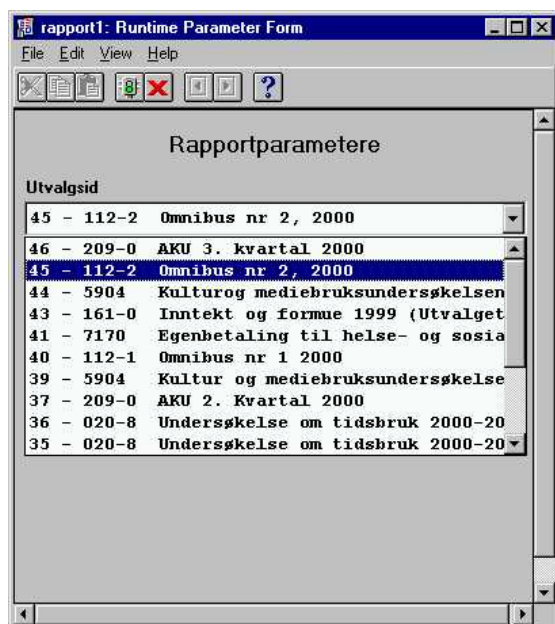 rapport1: Runtime Parameter Form
File Edit View Help
Rapportparametere
Utvalgsid
45 - 112-2 Omnibus nr 2, 2000
46 - 209-0 AKU 3. kvartal 2000
45 - 112-2 Omnibus nr 2, 2000
44 - 5904 Kulturog mediebruksundersøkelsen
43 - 161-0 Inntekt og formue 1999 (Utvalget
41 - 7170 Egenbetaling til helse- og sosia
40 - 112-1 Omnibus nr 1 2000
39 - 5904 Kultur og mediebruksundersøkelse
37 - 209-0 AKU 2. Kvartal 2000
36 - 020-8 Undersøkelse om tidsbruk 2000-20
35 - 020-8 Undersøkelse om tidsbruk 2000-20